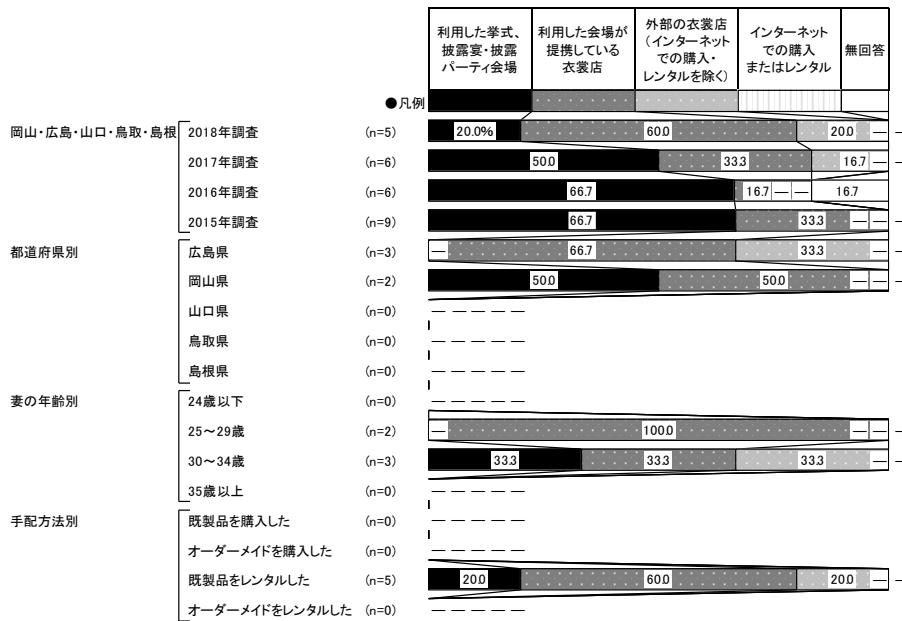 利用した挙式、
披露宴・披露
パーティ会場
利用した会場が
提携している
衣裳店
外部の衣裳店
(インターネット
での購入・
レンタルを除く)
インターネット
での購入
またはレンタル
無回答
●凡例
岡山・広島・山口・鳥取・島根 2018年調査 (n=5) 20.0% 60.0 20.0 — —
2017年調査 (n=6) 50.0 33.3 16.7 — —
2016年調査 (n=6) 66.7 16.7 — — 16.7
2015年調査 (n=9) 66.7 33.3 — — —
都道府県別 広島県 (n=3) — 66.7 33.3 — —
岡山県 (n=2) 50.0 50.0 — — —
山口県 (n=0) — — — — —
鳥取県 (n=0) — — — — —
島根県 (n=0) — — — — —
妻の年齢別 24歳以下 (n=0) — — — — —
25～29歳 (n=2) — 100.0 — — —
30～34歳 (n=3) 33.3 33.3 33.3 — —
35歳以上 (n=0) — — — — —
手配方法別 既製品を購入した (n=0) — — — — —
オーダーメイドを購入した (n=0) — — — — —
既製品をレンタルした (n=5) 20.0 60.0 20.0 — —
オーダーメイドをレンタルした (n=0) — — — — —